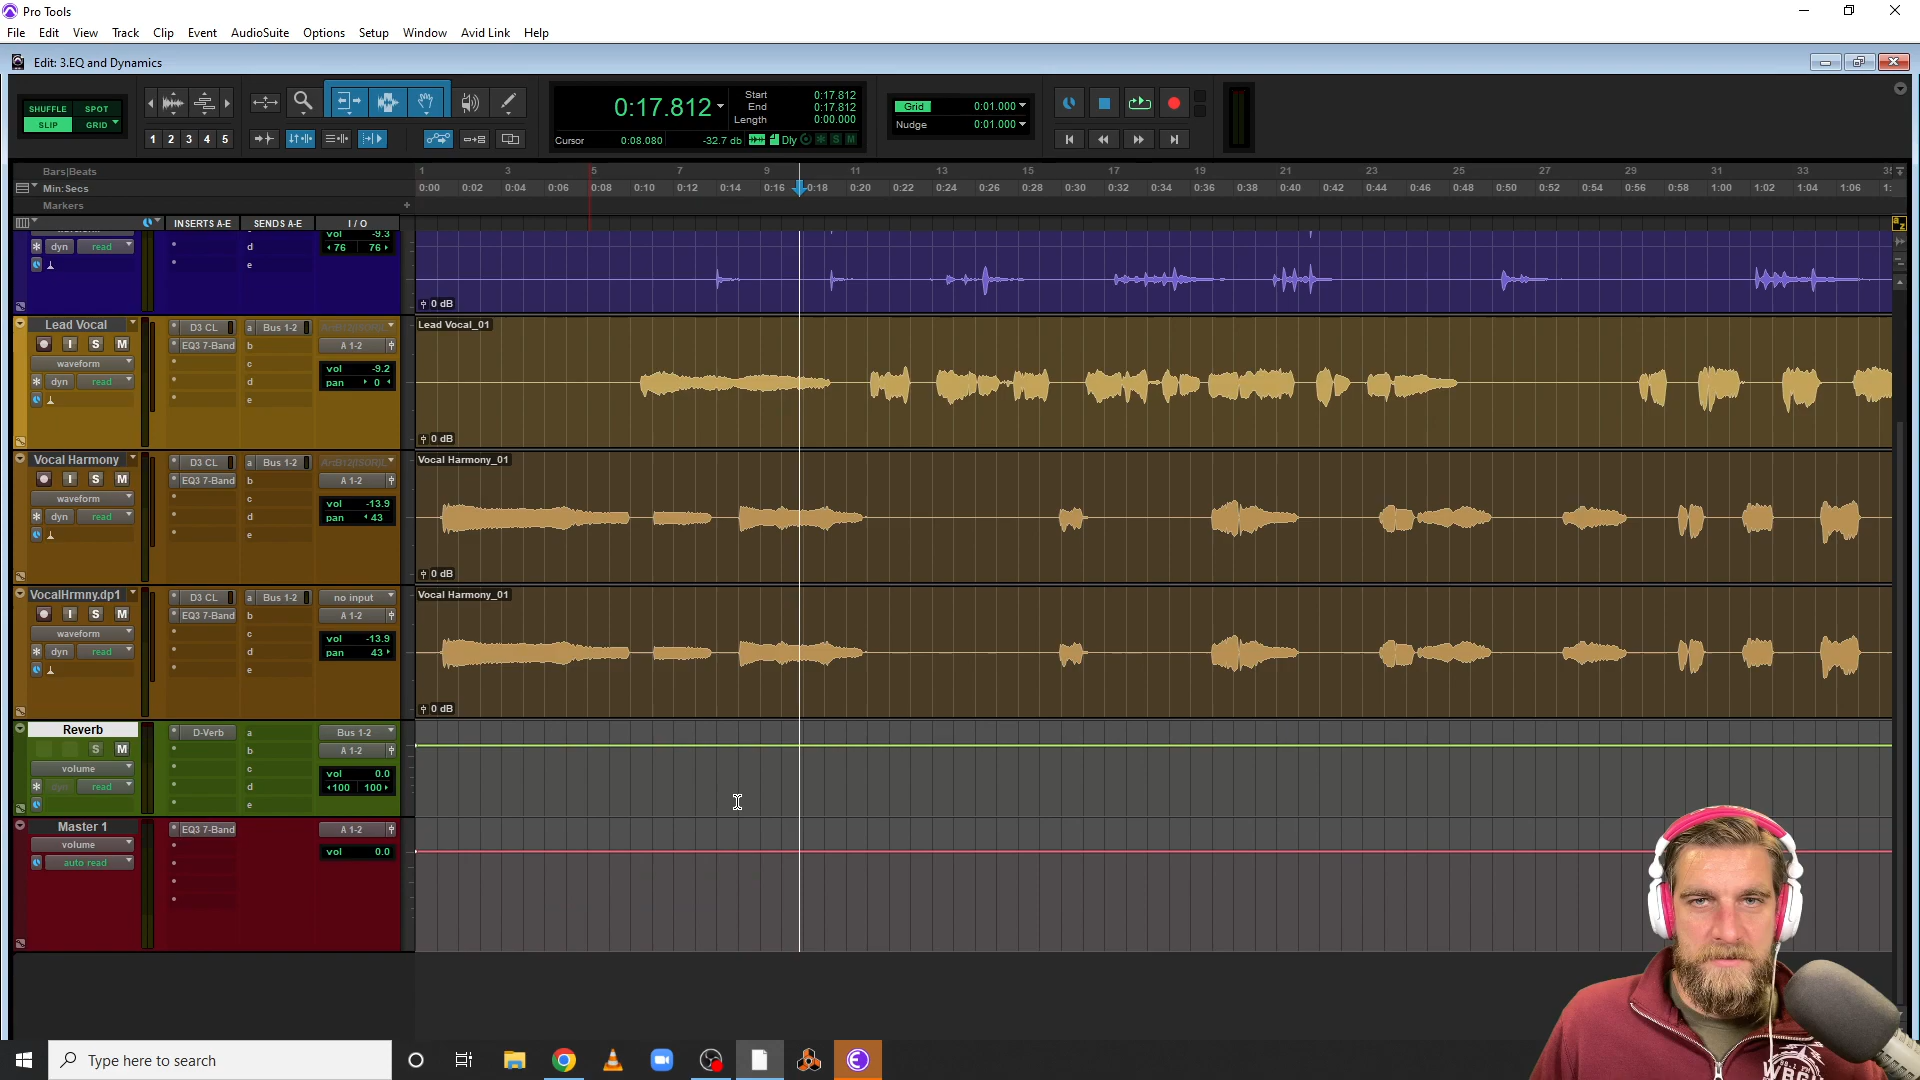 Pro Tools
File Edit View Track Clip Event AudioSuite Options Setup Window Avid Link Help
Edit: 3.EQ and Dynamics
SHUFFLE SPOT
SLIP GRID
1 2 3 4 5
0:17.812
Start 0:17.812
End 0:17.812
Length 0:00.000
Cursor 0:08.080 -32.7 db Dly S M
Grid 0:01.000
Nudge 0:01.000
Bars|Beats 1 3 5 7 9 11 13 15 17 19 21 23 25 27 29 31 33
Min:Secs 0:00 0:02 0:04 0:06 0:08 0:10 0:12 0:14 0:16 0:18 0:20 0:22 0:24 0:26 0:28 0:30 0:32 0:34 0:36 0:38 0:40 0:42 0:44 0:46 0:48 0:50 0:52 0:54 0:56 0:58 1:00 1:02 1:04 1:06 1:
Markers +
INSERTS A-E SENDS A-E I / O
vol -9.3
dyn read d 76 76
e
0 dB
Lead Vocal D3 CL a Bus 1-2 Lead Vocal_01
I S M EQ3 7-Band b A 1-2
waveform c vol -9.2
dyn read d pan 0
e
0 dB
Vocal Harmony D3 CL a Bus 1-2 Vocal Harmony_01
I S M EQ3 7-Band b A 1-2
waveform c vol -13.9
dyn read d pan 43
e
0 dB
VocalHrmny.dp1 D3 CL a Bus 1-2 no input Vocal Harmony_01
I S M EQ3 7-Band b A 1-2
waveform c vol -13.9
dyn read d pan 43
e
0 dB
Reverb D-Verb a Bus 1-2
S M b A 1-2
volume c vol 0.0
dyn read d 100 100
e
Master 1 EQ3 7-Band A 1-2
volume vol 0.0
auto read
Type here to search